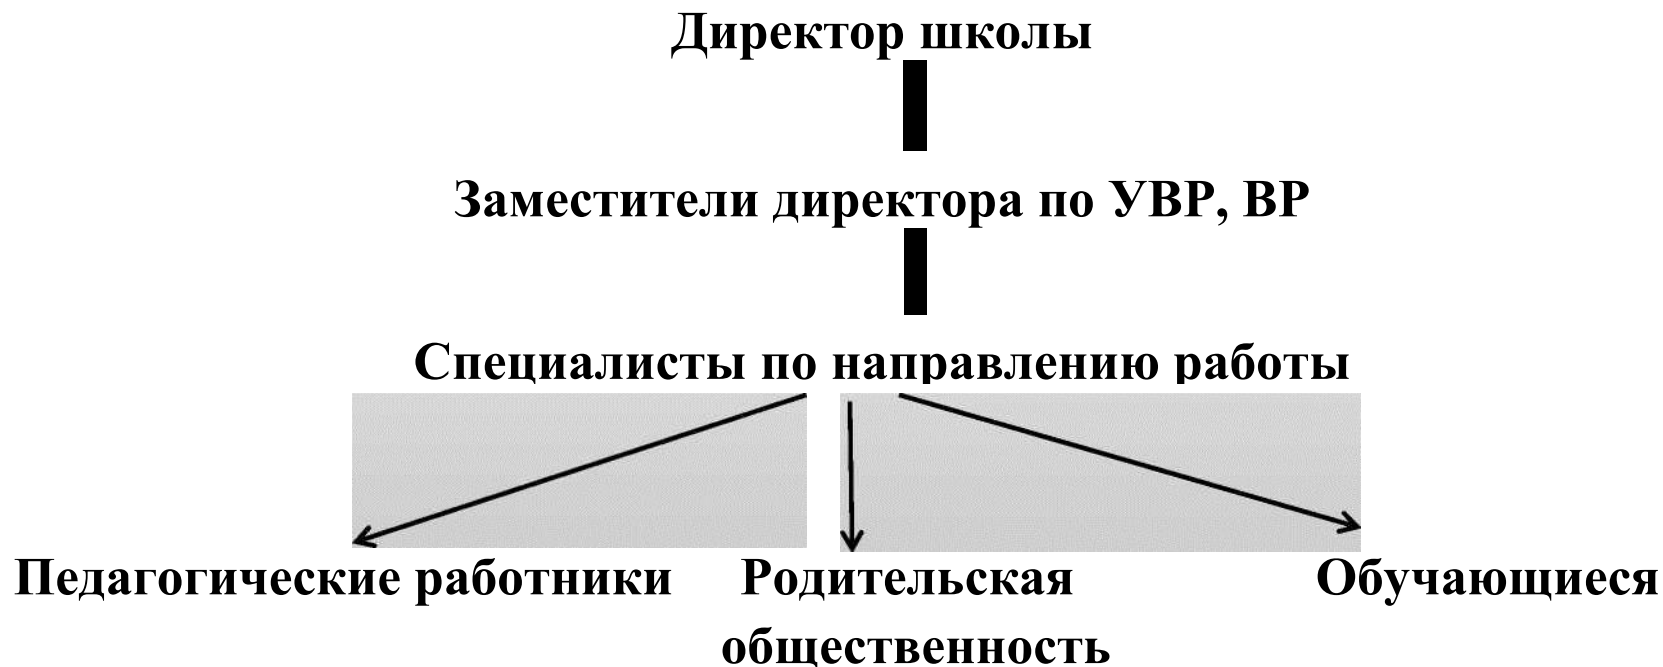 Директор школы
Заместители директора по УВР, ВР
Специалисты по направлению работы
Педагогические работники Родительская Обучающиеся
общественность